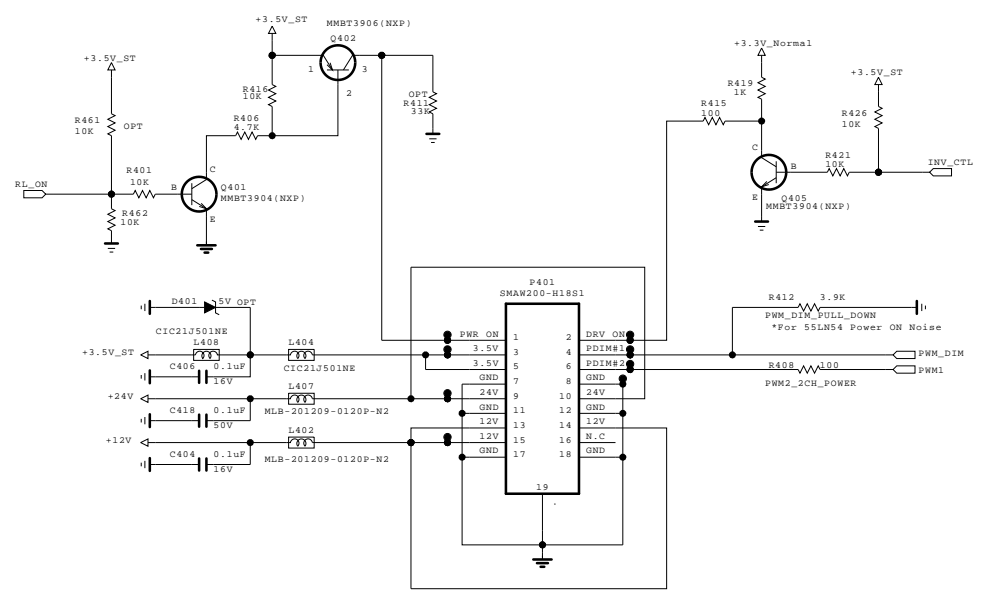 +3.5V_ST
MMBT3906(NXP)
Q402
1
3
2
R416
10K
OPT
R411
33K
+3.5V_ST
R461
10K
OPT
R406
4.7K
RL_ON
R401
10K
B
C
E
Q401
MMBT3904(NXP)
R462
10K
+3.3V_Normal
R419
1K
+3.5V_ST
R415
100
R426
10K
C
B
E
R421
10K
INV_CTL
Q405
MMBT3904(NXP)
P401
SMAW200-H18S1
D401
5V OPT
CIC21J501NE
L408
L404
+3.5V_ST
CIC21J501NE
C406
0.1uF
16V
L407
+24V
MLB-201209-0120P-N2
C418
0.1uF
50V
L402
+12V
MLB-201209-0120P-N2
C404
0.1uF
16V
PWR ON 1 2 DRV ON
3.5V 3 4 PDIM#1
3.5V 5 6 PDIM#2
GND 7 8 GND
24V 9 10 24V
GND 11 12 GND
12V 13 14 12V
12V 15 16 N.C
GND 17 18 GND
19
R412
3.9K
PWM_DIM_PULL_DOWN
*For 55LN54 Power ON Noise
PWM_DIM
R408
100
PWM1
PWM2_2CH_POWER